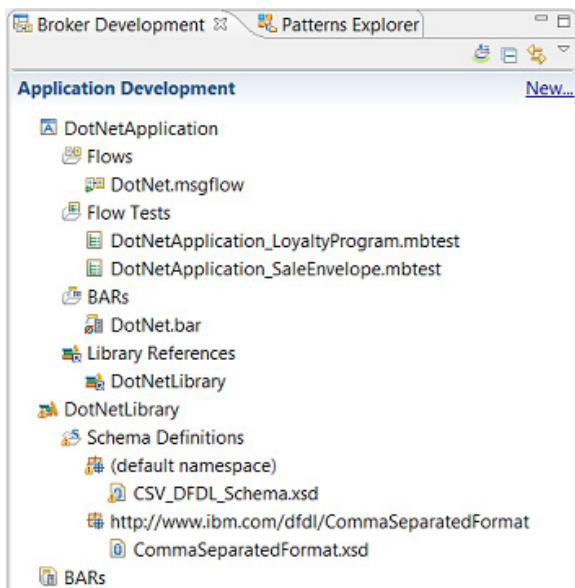 Broker Development Patterns Explorer
Application Development New...
DotNetApplication
Flows
DotNet.msgflow
Flow Tests
DotNetApplication_LoyaltyProgram.mbtest
DotNetApplication_SaleEnvelope.mbtest
BARs
DotNet.bar
Library References
DotNetLibrary
DotNetLibrary
Schema Definitions
(default namespace)
CSV_DFDL_Schema.xsd
http://www.ibm.com/dfdl/CommaSeparatedFormat
CommaSeparatedFormat.xsd
BARs